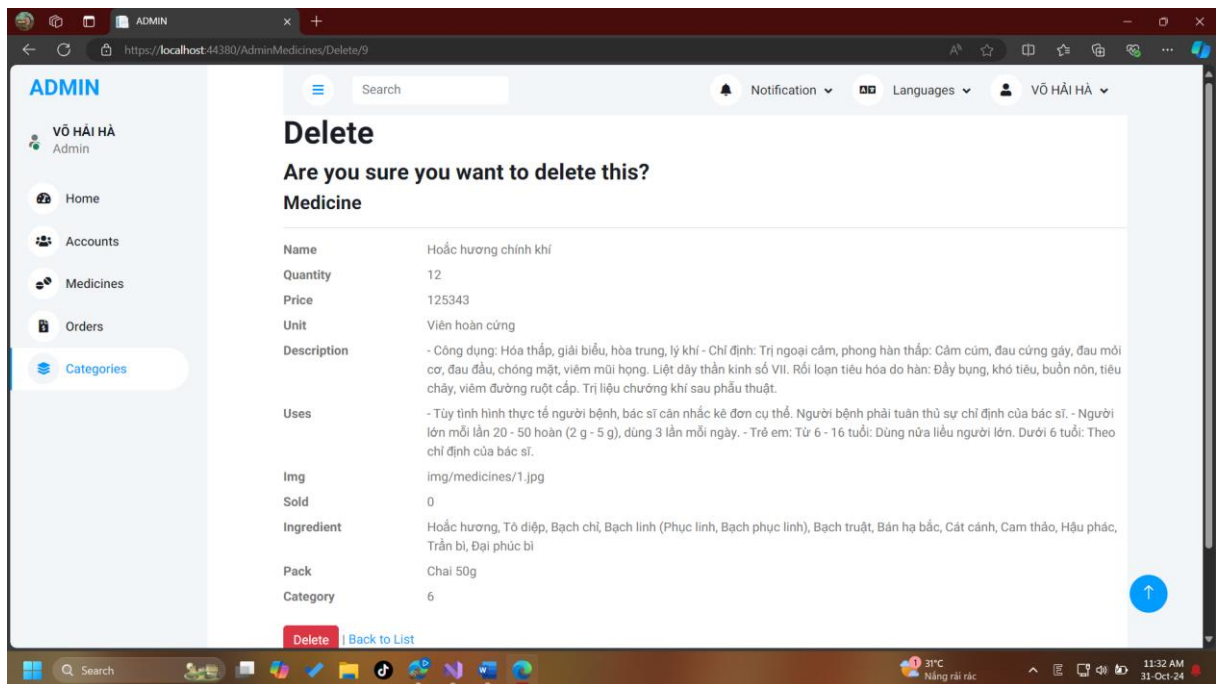 ADMIN
https://localhost:44380/AdminMedicines/Delete/9
ADMIN
Search
Notification
Languages
VÕ HẢI HÀ
VÕ HẢI HÀ
Admin
Home
Accounts
Medicines
Orders
Categories
Delete
Are you sure you want to delete this?
Medicine
Name Hoắc hương chính khí
Quantity 12
Price 125343
Unit Viên hoàn cứng
Description - Công dụng: Hóa thấp, giải biểu, hòa trung, lý khí - Chỉ định: Trị ngoại cảm, phong hàn thấp: Cảm cúm, đau cứng gáy, đau mỏi
cơ, đau đầu, chóng mặt, viêm mũi họng. Liệt dây thần kinh số VII. Rối loạn tiêu hóa do hàn: Đầy bụng, khó tiêu, buồn nôn, tiêu
chảy, viêm đường ruột cấp. Trị liệu chướng khí sau phẫu thuật.
Uses - Tùy tình hình thực tế người bệnh, bác sĩ cân nhắc kê đơn cụ thể. Người bệnh phải tuân thủ sự chỉ định của bác sĩ. - Người
lớn mỗi lần 20 - 50 hoàn (2 g - 5 g), dùng 3 lần mỗi ngày. - Trẻ em: Từ 6 - 16 tuổi: Dùng nửa liều người lớn. Dưới 6 tuổi: Theo
chỉ định của bác sĩ.
Img img/medicines/1.jpg
Sold 0
Ingredient Hoắc hương, Tô diệp, Bạch chỉ, Bạch linh (Phục linh, Bạch phục linh), Bạch truật, Bán hạ bắc, Cát cánh, Cam thảo, Hậu phác,
Trần bì, Đại phúc bì
Pack Chai 50g
Category 6
Delete | Back to List
Search
1
31°C
Nắng rải rác
11:32 AM
31-Oct-24